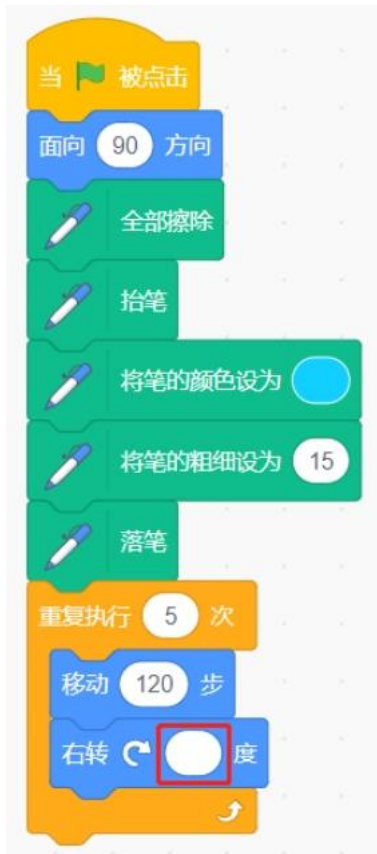 当 被点击
面向 90 方向
全部擦除
抬笔
将笔的颜色设为
将笔的粗细设为 15
落笔
重复执行 5 次
移动 120 步
右转 度